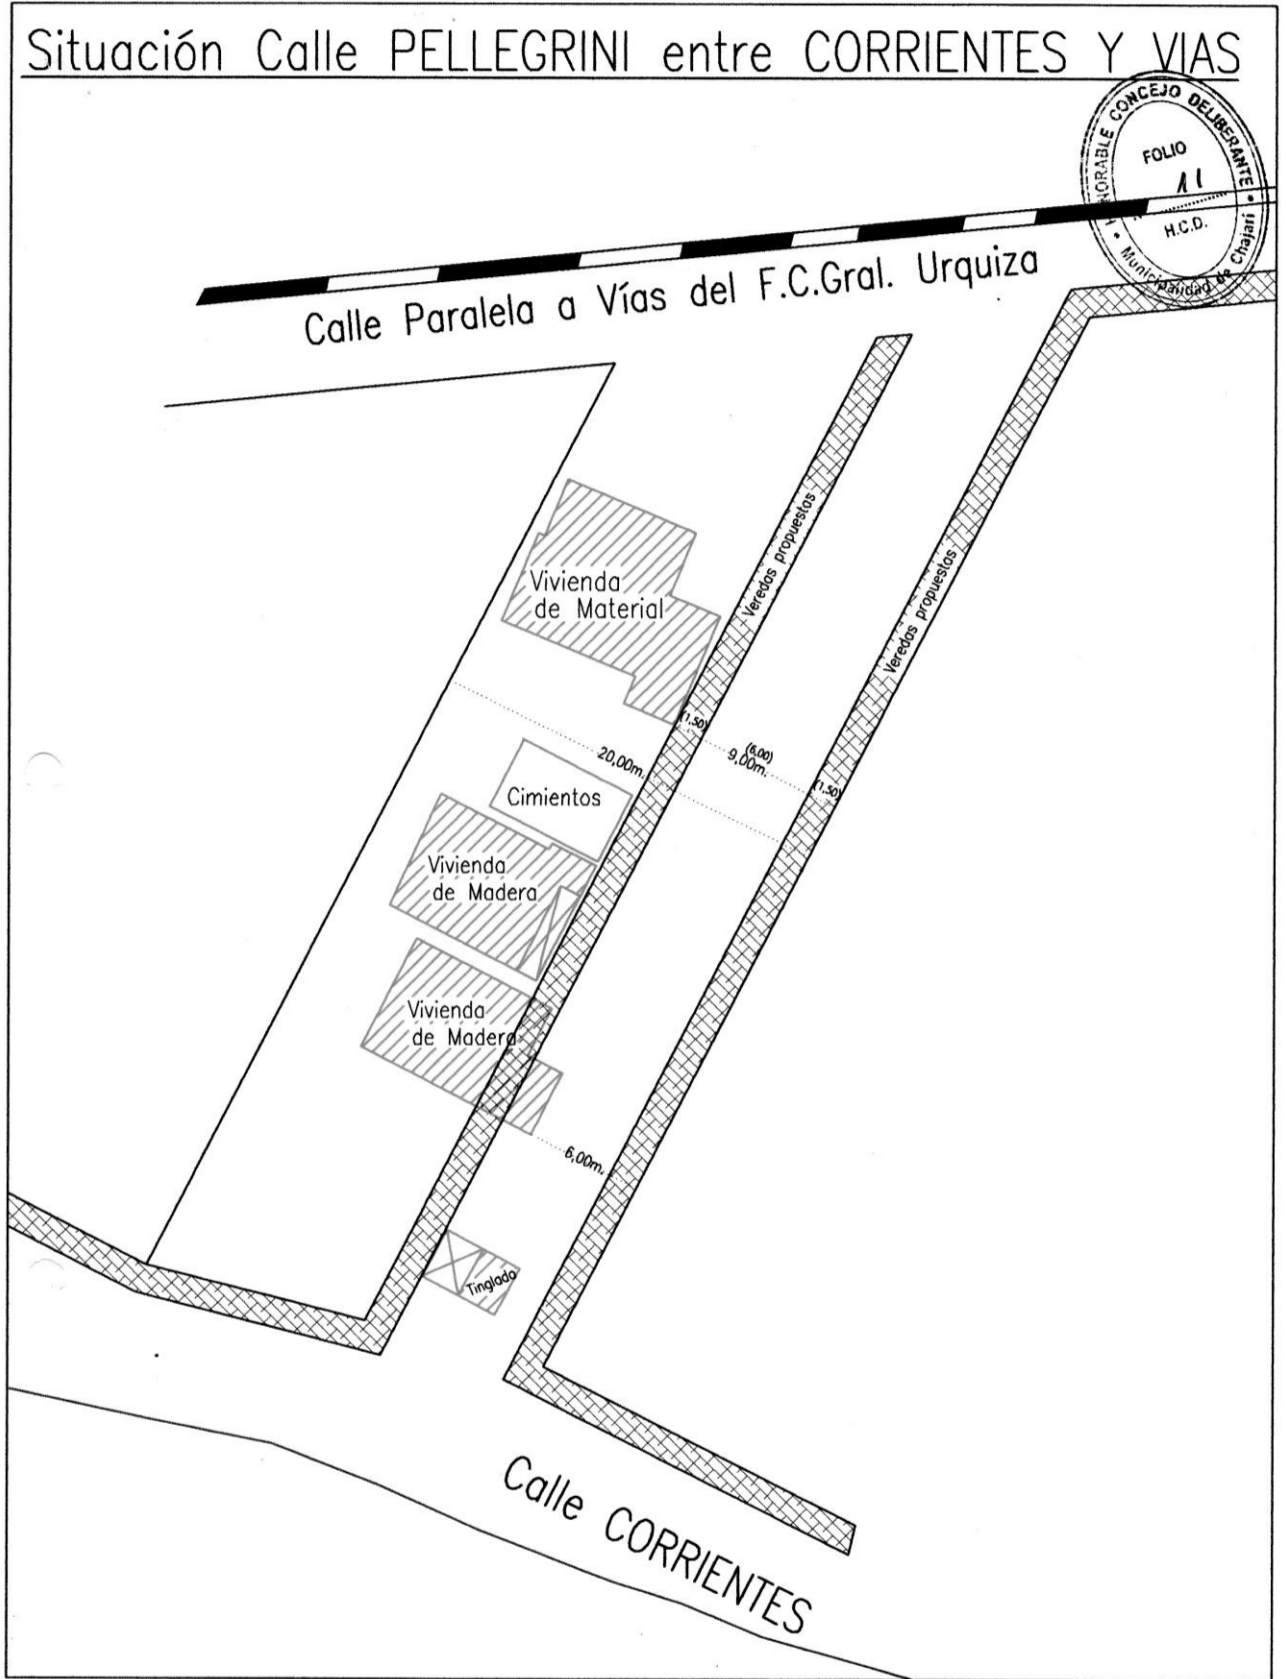 Situación Calle PELLEGRINI entre CORRIENTES Y VIAS
HONORABLE CONCEJO DELIBERANTE
FOLIO
11
H.C.D.
Municipalidad de Chajarí
Calle Paralela a Vías del F.C.Gral. Urquiza
Veredas propuestas
Veredas propuestas
Vivienda
de Material
(1,50)
(6,00)
9,00m.
(1,50)
20,00m.
Cimientos
Vivienda
de Madera
Vivienda
de Madera
6,00m.
Tinglado
Calle CORRIENTES